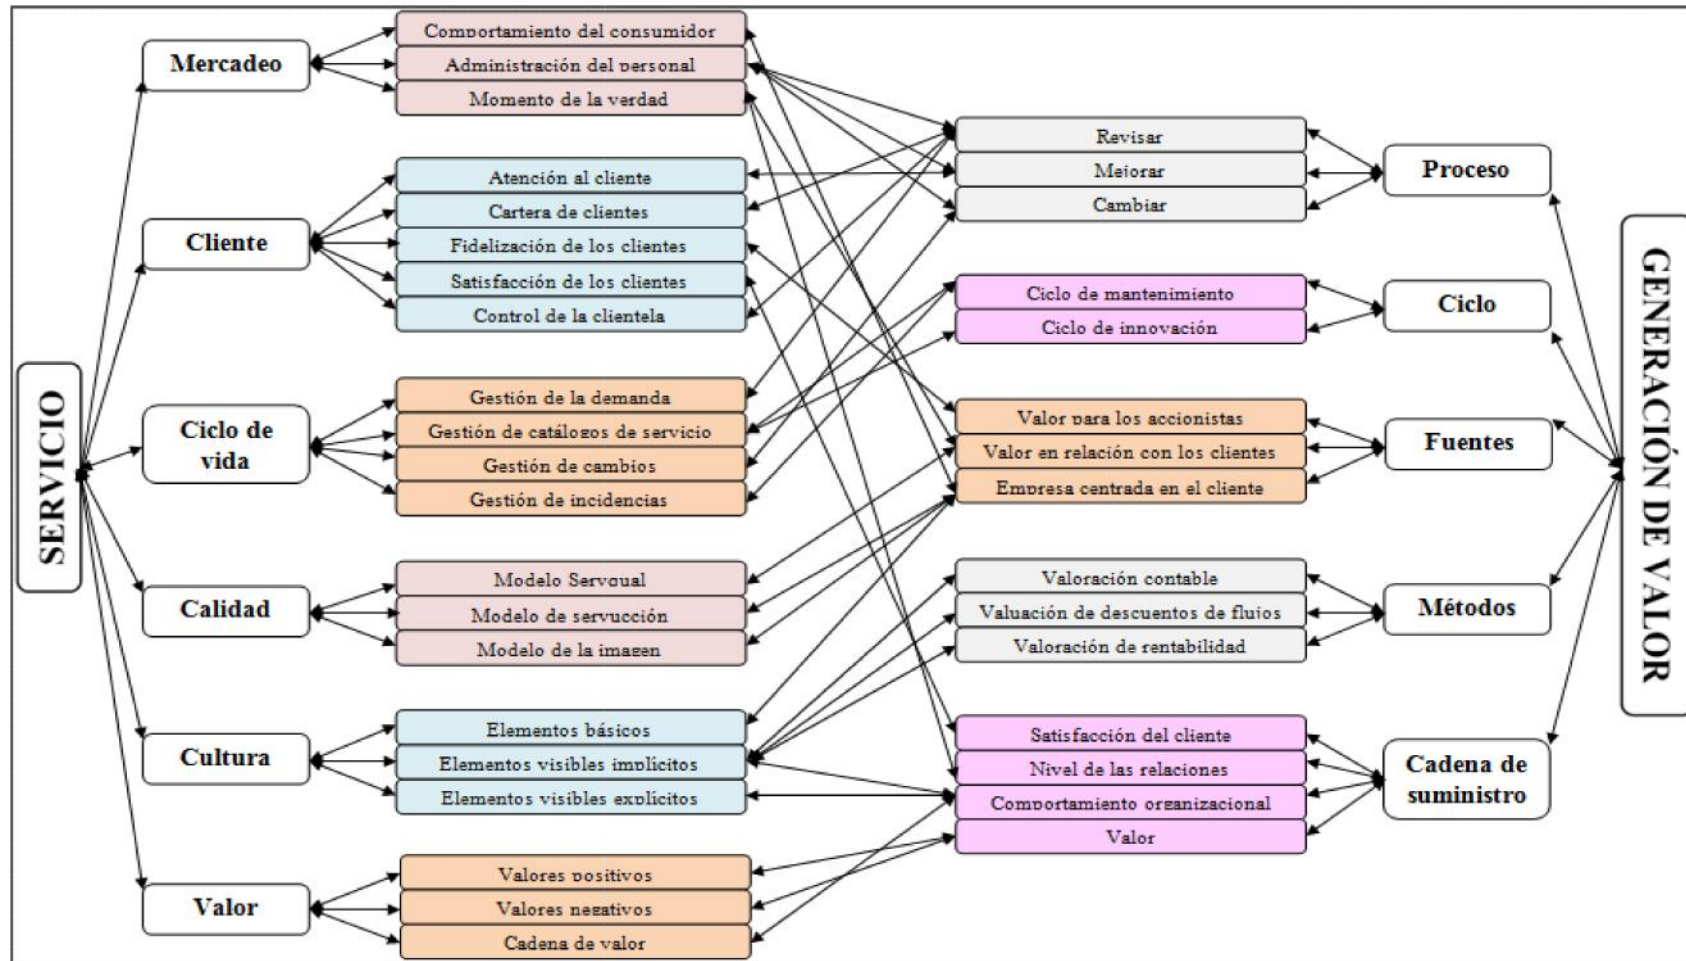 SERVICIO
Mercadeo
Comportamiento del consumidor
Administración del personal
Momento de la verdad
Cliente
Atención al cliente
Cartera de clientes
Fidelización de los clientes
Satisfacción de los clientes
Control de la clientela
Ciclo de
vida
Gestión de la demanda
Gestión de catálogos de servicio
Gestión de cambios
Gestión de incidencias
Calidad
Modelo Servqual
Modelo de servucción
Modelo de la imagen
Cultura
Elementos básicos
Elementos visibles implícitos
Elementos visibles explícitos
Valor
Valores positivos
Valores negativos
Cadena de valor
Revisar
Mejorar
Cambiar
Proceso
Ciclo de mantenimiento
Ciclo de innovación
Ciclo
Valor para los accionistas
Valor en relación con los clientes
Empresa centrada en el cliente
Fuentes
Valoración contable
Valuación de descuentos de flujos
Valoración de rentabilidad
Métodos
Satisfacción del cliente
Nivel de las relaciones
Comportamiento organizacional
Valor
Cadena de
suministro
GENERACIÓN DE VALOR